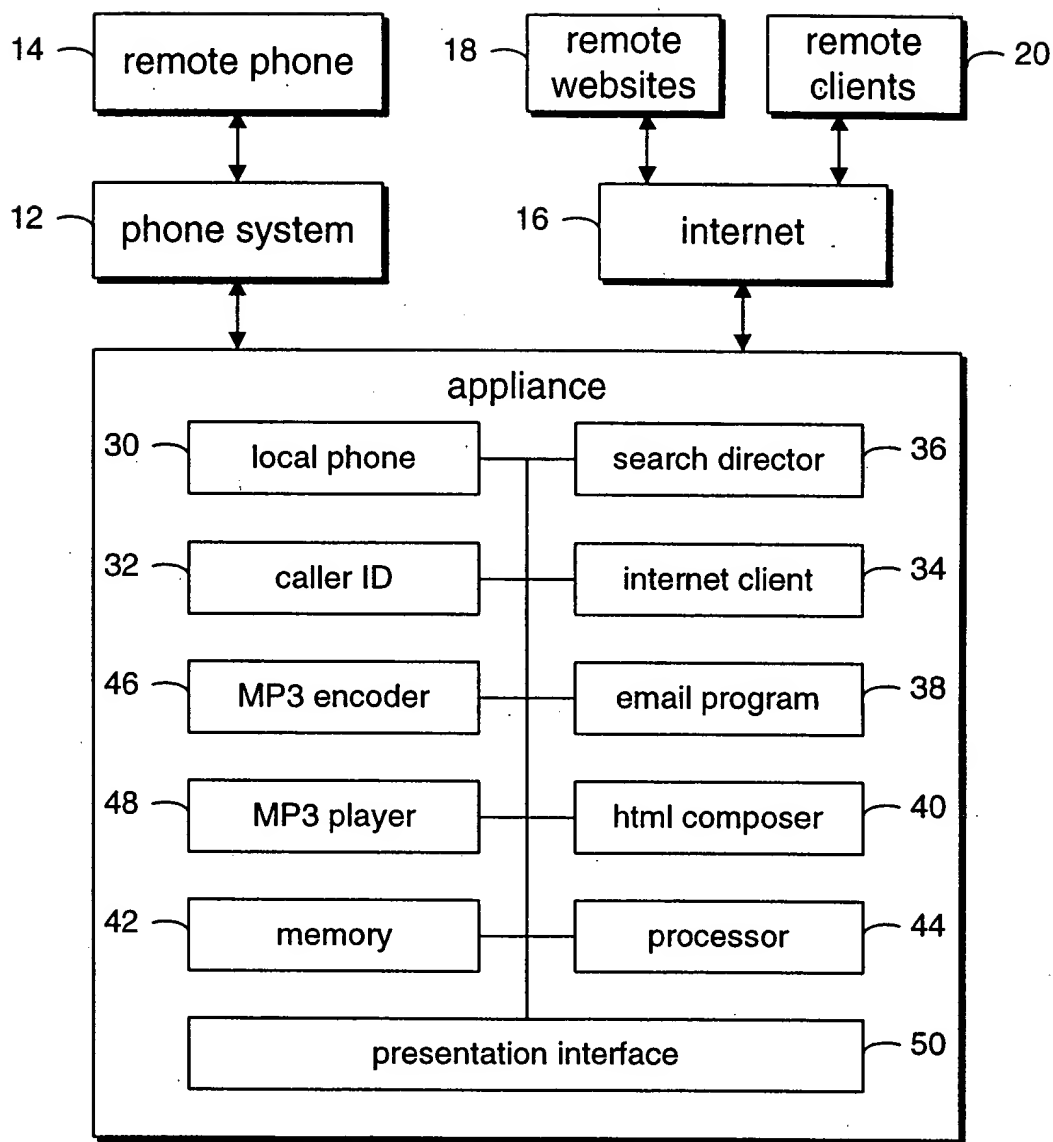 14 remote phone
18 remote websites
remote clients 20
12 phone system
16 internet
appliance
30 local phone
search director 36
32 caller ID
internet client 34
46 MP3 encoder
email program 38
48 MP3 player
html composer 40
42 memory
processor 44
presentation interface 50